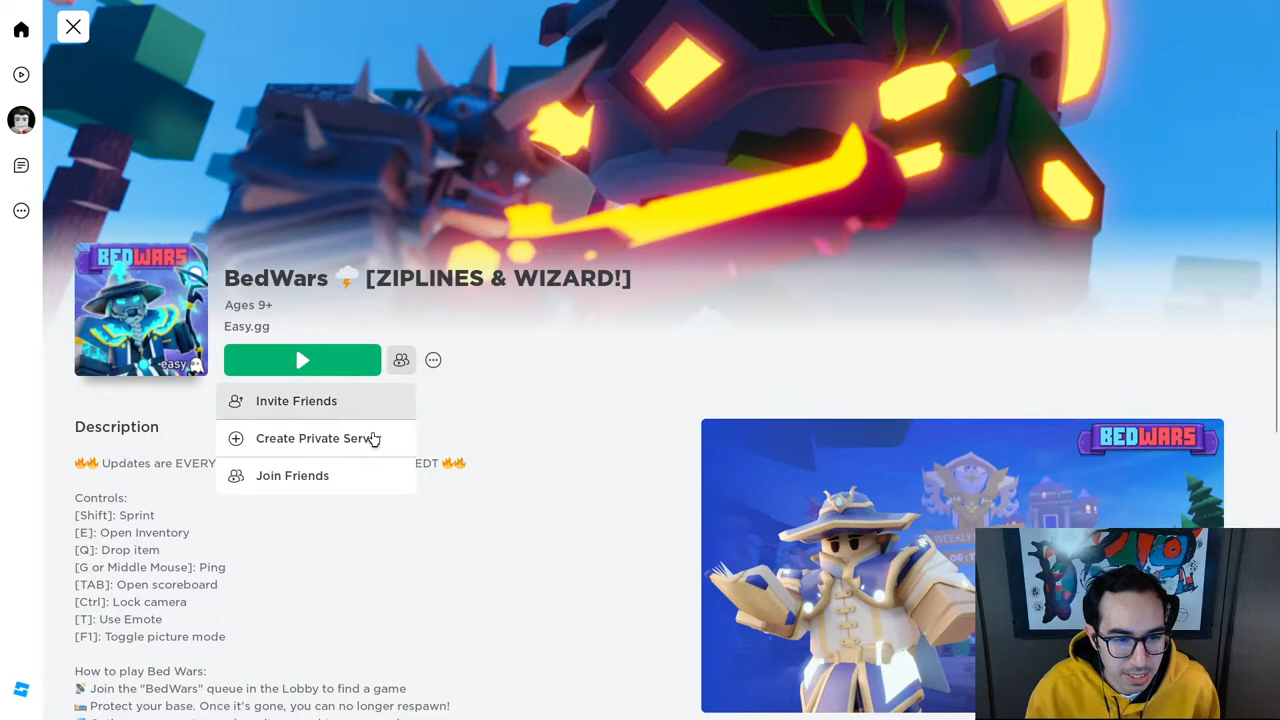 BEDWARS
easy
BedWars ⛈️ [ZIPLINES & WIZARD!]
Ages 9+
Easy.gg
Invite Friends
Create Private Serv
Join Friends
Description
🔥🔥 Updates are EVERY
EDT 🔥🔥
Controls:
[Shift]: Sprint
[E]: Open Inventory
[Q]: Drop item
[G or Middle Mouse]: Ping
[TAB]: Open scoreboard
[Ctrl]: Lock camera
[T]: Use Emote
[F1]: Toggle picture mode
How to play Bed Wars:
Join the "BedWars" queue in the Lobby to find a game
🛏️ Protect your base. Once it's gone, you can no longer respawn!
BEDWARS
WEEKLY